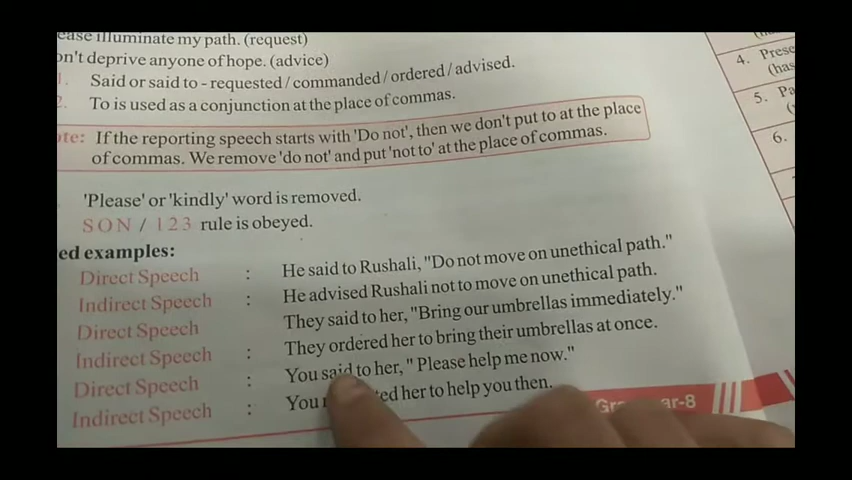 ease illuminate my path. (request)
on't deprive anyone of hope. (advice)
1. Said or said to - requested / commanded / ordered / advised.
2. To is used as a conjunction at the place of commas.
te: If the reporting speech starts with 'Do not', then we don't put to at the place
of commas. We remove 'do not' and put 'not to' at the place of commas.
'Please' or 'kindly' word is removed.
SON / 123 rule is obeyed.
ed examples:
Direct Speech : He said to Rushali, "Do not move on unethical path."
Indirect Speech : He advised Rushali not to move on unethical path.
Direct Speech : They said to her, "Bring our umbrellas immediately."
Indirect Speech : They ordered her to bring their umbrellas at once.
Direct Speech : You said to her, " Please help me now."
Indirect Speech : You ted her to help you then.
ar-8
4. Prese
(has
5. Pa
6.